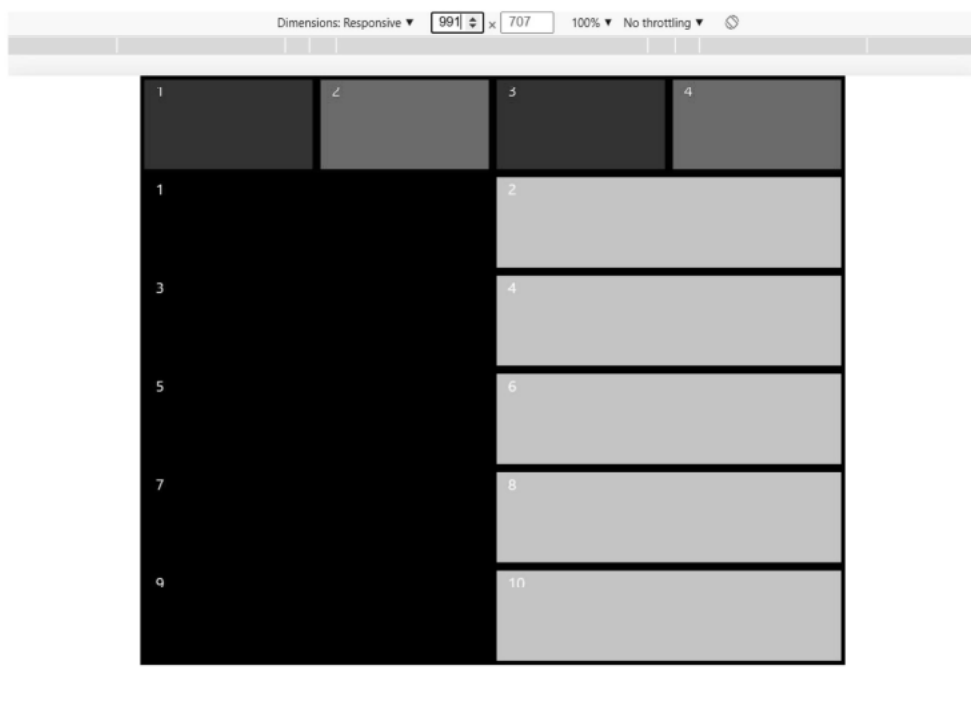 Dimensions: Responsive ▼ 991 × 707 100% ▼ No throttling ▼
1 2 3 4
1 2
3 4
5 6
7 8
9 10